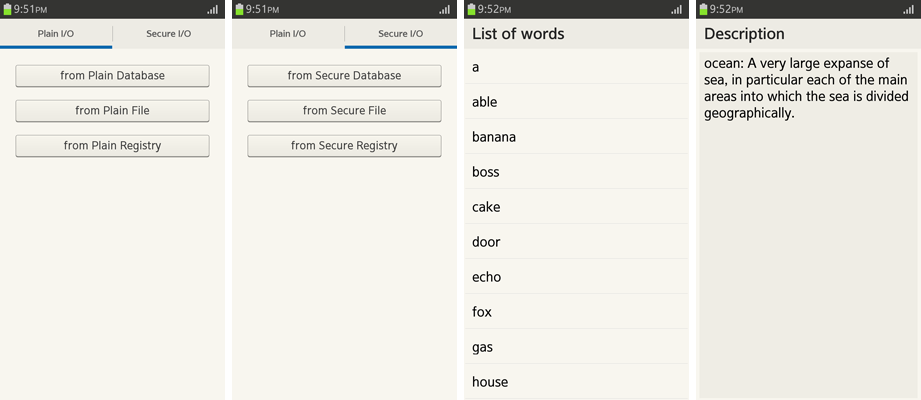 9:51PM
Plain I/O
Secure I/O
from Plain Database
from Plain File
from Plain Registry
9:51PM
Plain I/O
Secure I/O
from Secure Database
from Secure File
from Secure Registry
9:52PM
List of words
a
able
banana
boss
cake
door
echo
fox
gas
house
9:52PM
Description
ocean: A very large expanse of
sea, in particular each of the main
areas into which the sea is divided
geographically.